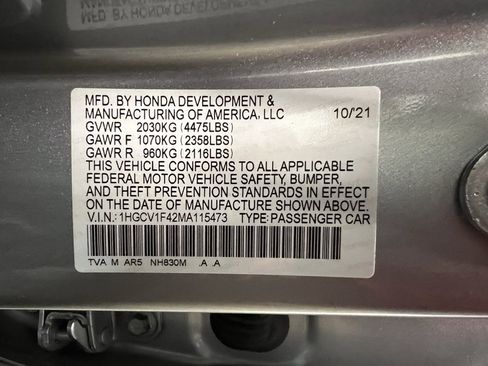 MFD. BY HONDA DEVELOPMENT &
MANUFACTURING OF AMERICA, LLC 10/'21
GVWR 2030KG (4475LBS)
GAWR F 1070KG (2358LBS)
GAWR R 960KG (2116LBS)
THIS VEHICLE CONFORMS TO ALL APPLICABLE
FEDERAL MOTOR VEHICLE SAFETY, BUMPER,
AND THEFT PREVENTION STANDARDS IN EFFECT
ON THE DATE OF MANUFACTURE SHOWN ABOVE.
V.I.N.: 1HGCV1F42MA115473 TYPE: PASSENGER CAR
TVA M AR5 NH830M .A .A